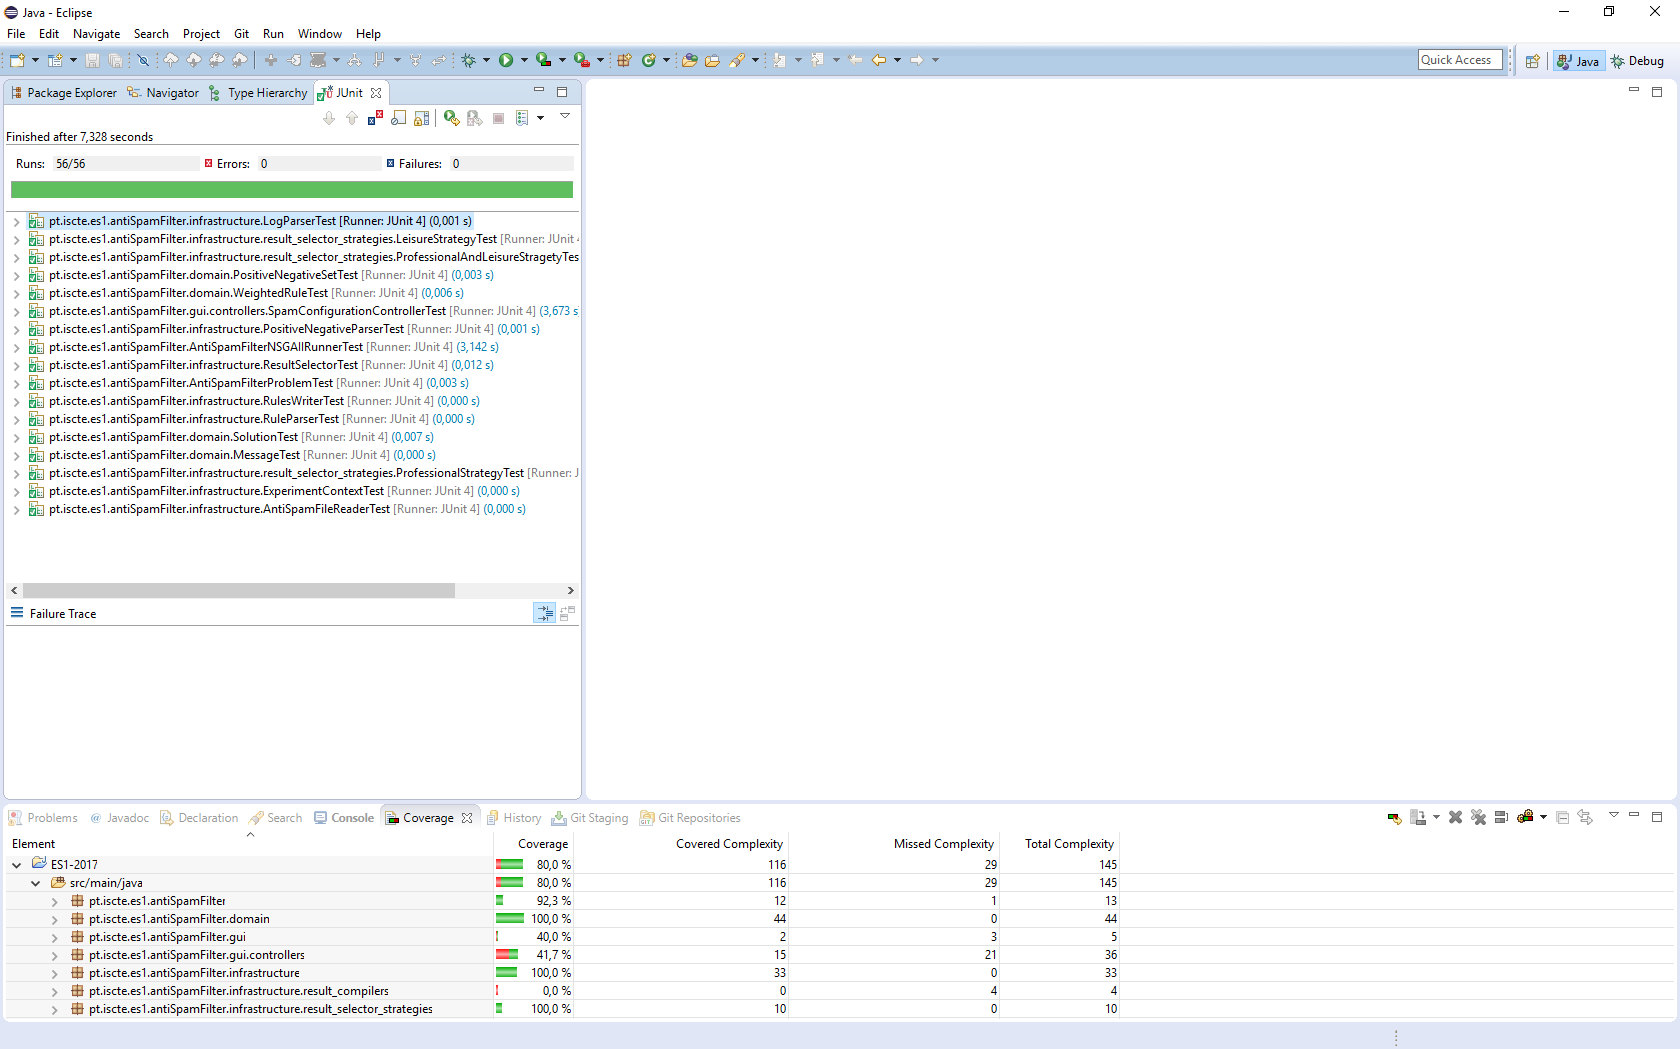 Java - Eclipse
File Edit Navigate Search Project Git Run Window Help
Quick Access Java Debug
Package Explorer Navigator Type Hierarchy JUnit
Finished after 7,328 seconds
Runs: 56/56 Errors: 0 Failures: 0
pt.iscte.es1.antiSpamFilter.infrastructure.LogParserTest [Runner: JUnit 4] (0,001 s)
pt.iscte.es1.antiSpamFilter.infrastructure.result_selector_strategies.LeisureStrategyTest [Runner: JUnit
pt.iscte.es1.antiSpamFilter.infrastructure.result_selector_strategies.ProfessionalAndLeisureStragetyTes
pt.iscte.es1.antiSpamFilter.domain.PositiveNegativeSetTest [Runner: JUnit 4] (0,003 s)
pt.iscte.es1.antiSpamFilter.domain.WeightedRuleTest [Runner: JUnit 4] (0,006 s)
pt.iscte.es1.antiSpamFilter.gui.controllers.SpamConfigurationControllerTest [Runner: JUnit 4] (3,673 s
pt.iscte.es1.antiSpamFilter.infrastructure.PositiveNegativeParserTest [Runner: JUnit 4] (0,001 s)
pt.iscte.es1.antiSpamFilter.AntiSpamFilterNSGAIIRunnerTest [Runner: JUnit 4] (3,142 s)
pt.iscte.es1.antiSpamFilter.infrastructure.ResultSelectorTest [Runner: JUnit 4] (0,012 s)
pt.iscte.es1.antiSpamFilter.AntiSpamFilterProblemTest [Runner: JUnit 4] (0,003 s)
pt.iscte.es1.antiSpamFilter.infrastructure.RulesWriterTest [Runner: JUnit 4] (0,000 s)
pt.iscte.es1.antiSpamFilter.infrastructure.RuleParserTest [Runner: JUnit 4] (0,000 s)
pt.iscte.es1.antiSpamFilter.domain.SolutionTest [Runner: JUnit 4] (0,007 s)
pt.iscte.es1.antiSpamFilter.domain.MessageTest [Runner: JUnit 4] (0,000 s)
pt.iscte.es1.antiSpamFilter.infrastructure.result_selector_strategies.ProfessionalStrategyTest [Runner: J
pt.iscte.es1.antiSpamFilter.infrastructure.ExperimentContextTest [Runner: JUnit 4] (0,000 s)
pt.iscte.es1.antiSpamFilter.infrastructure.AntiSpamFileReaderTest [Runner: JUnit 4] (0,000 s)
Failure Trace
Problems Javadoc Declaration Search Console Coverage History Git Staging Git Repositories
Element Coverage Covered Complexity Missed Complexity Total Complexity
ES1-2017 80,0 % 116 29 145
src/main/java 80,0 % 116 29 145
pt.iscte.es1.antiSpamFilter 92,3 % 12 1 13
pt.iscte.es1.antiSpamFilter.domain 100,0 % 44 0 44
pt.iscte.es1.antiSpamFilter.gui 40,0 % 2 3 5
pt.iscte.es1.antiSpamFilter.gui.controllers 41,7 % 15 21 36
pt.iscte.es1.antiSpamFilter.infrastructure 100,0 % 33 0 33
pt.iscte.es1.antiSpamFilter.infrastructure.result_compilers 0,0 % 0 4 4
pt.iscte.es1.antiSpamFilter.infrastructure.result_selector_strategies 100,0 % 10 0 10